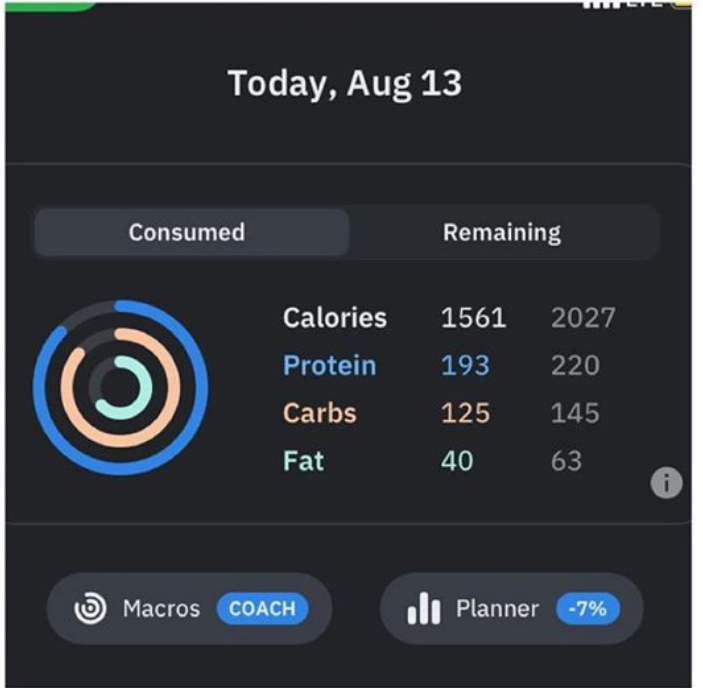 Today, Aug 13
Consumed Remaining
Calories 1561 2027
Protein 193 220
Carbs 125 145
Fat 40 63
i
Macros COACH Planner -7%